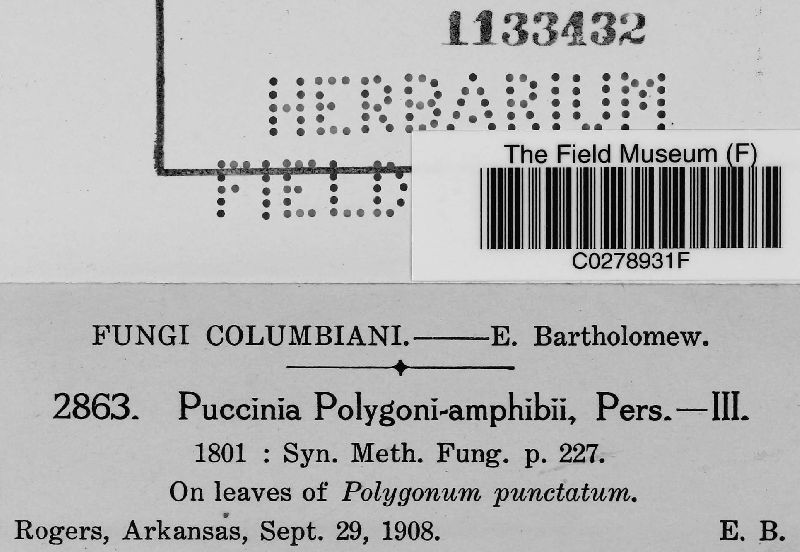 1133432
HERBARIUM
FIELD
The Field Museum (F)
C0278931F
FUNGI COLUMBIANI.——E. Bartholomew.
2863. Puccinia Polygoni-amphibii, Pers.—III.
1801 : Syn. Meth. Fung. p. 227.
On leaves of Polygonum punctatum.
Rogers, Arkansas, Sept. 29, 1908. E. B.